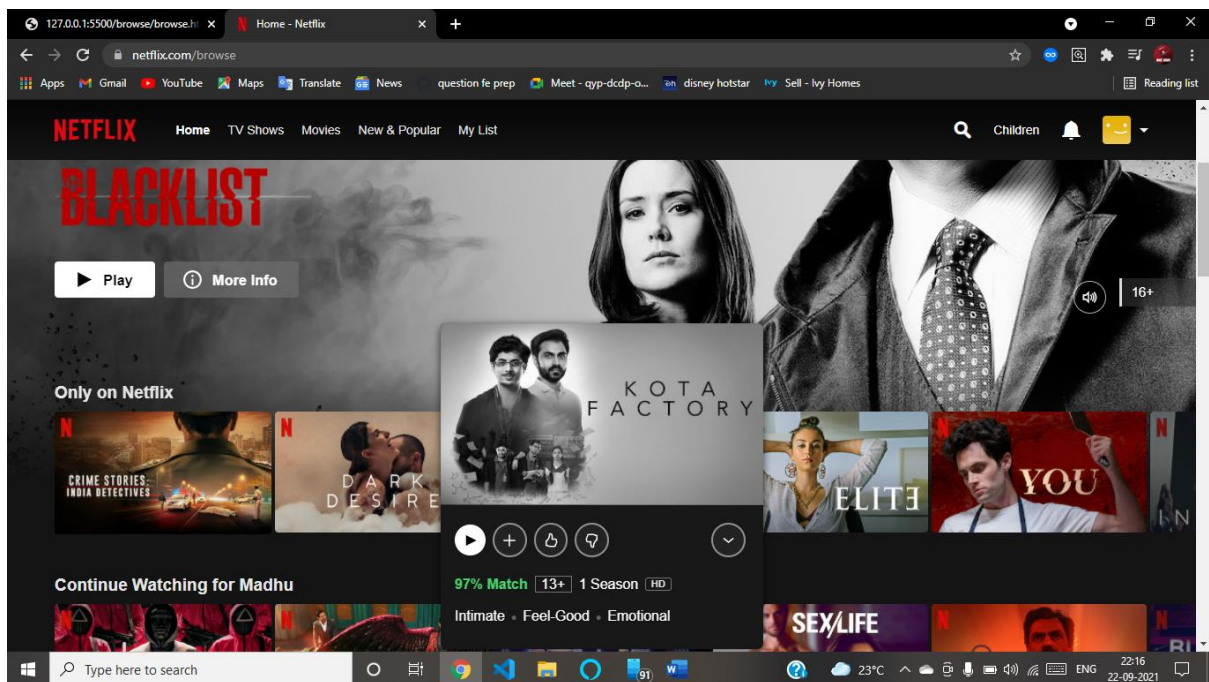 127.0.0.1:5500/browse/browse.h
Home - Netflix
netflix.com/browse
Apps Gmail YouTube Maps Translate News question fe prep Meet - qyp-dcdp-o... disney hotstar Sell - Ivy Homes Reading list
NETFLIX Home TV Shows Movies New & Popular My List Children
BLACKLIST
Play More Info
16+
KOTA
FACTORY
Only on Netflix
CRIME STORIES:
INDIA DETECTIVES
DARK
DESIRE
ELITE
YOU
97% Match 13+ 1 Season HD
Intimate Feel-Good Emotional
Continue Watching for Madhu
SEX/LIFE
Type here to search
91
23°C ENG 22:16
22-09-2021